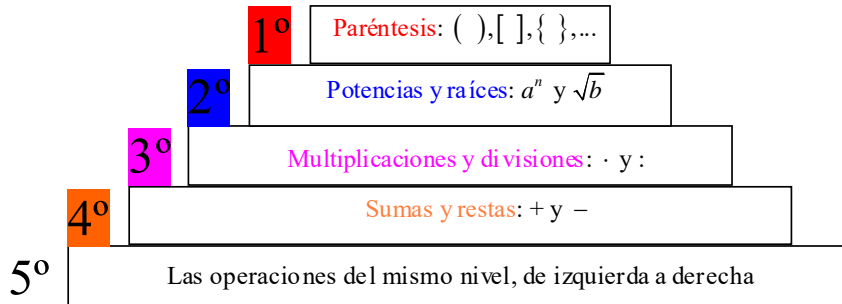 1º Paréntesis: ( ),[ ],{ },...
2º Potencias y raíces: aⁿ y √b
3º Multiplicaciones y divisiones: · y :
4º Sumas y restas: + y −
5º Las operaciones del mismo nivel, de izquierda a derecha